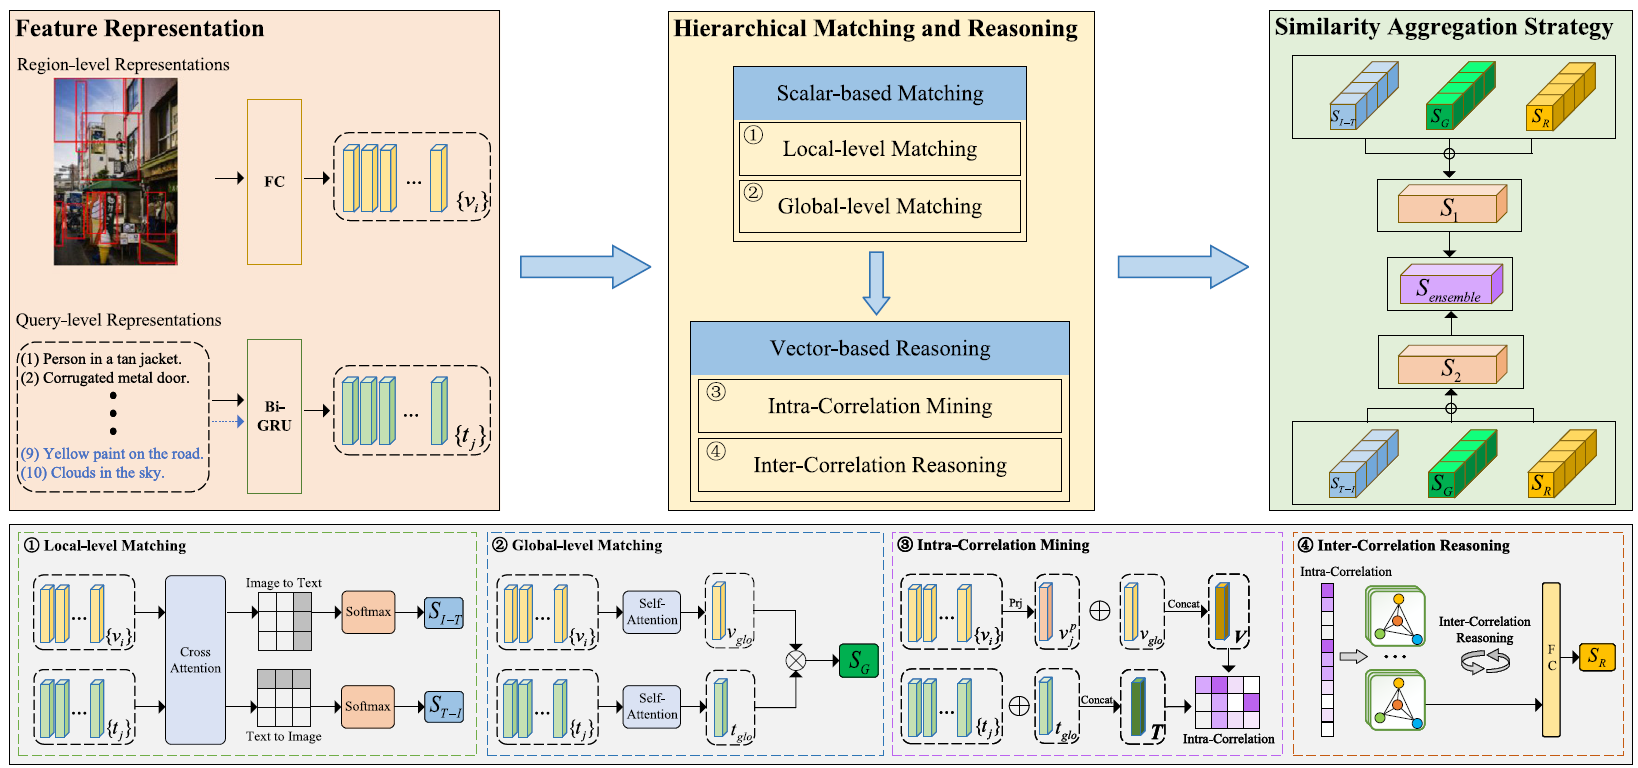 Feature Representation
Region-level Representations
FC
... {v_i}
Query-level Representations
(1) Person in a tan jacket.
(2) Corrugated metal door.
(9) Yellow paint on the road.
(10) Clouds in the sky.
Bi-
GRU
... {t_j}
Hierarchical Matching and Reasoning
Scalar-based Matching
①
Local-level Matching
②
Global-level Matching
Vector-based Reasoning
③
Intra-Correlation Mining
④
Inter-Correlation Reasoning
Similarity Aggregation Strategy
S_{I-T} S_G S_R
S_1
S_{ensemble}
S_2
S_{T-I} S_G S_R
① Local-level Matching
... {v_i}
... {t_j}
Cross
Attention
Image to Text
Text to Image
Softmax
Softmax
S_{I-T}
S_{T-I}
② Global-level Matching
... {v_i}
... {t_j}
Self-
Attention
Self-
Attention
v_{glo}
t_{glo}
S_G
③ Intra-Correlation Mining
... {v_i}
Prj
v_j^p
v_{glo}
Concat
V
... {t_j}
t_{glo}
Concat
T
Intra-Correlation
④ Inter-Correlation Reasoning
Intra-Correlation
...
Inter-Correlation
Reasoning
F
C
S_R